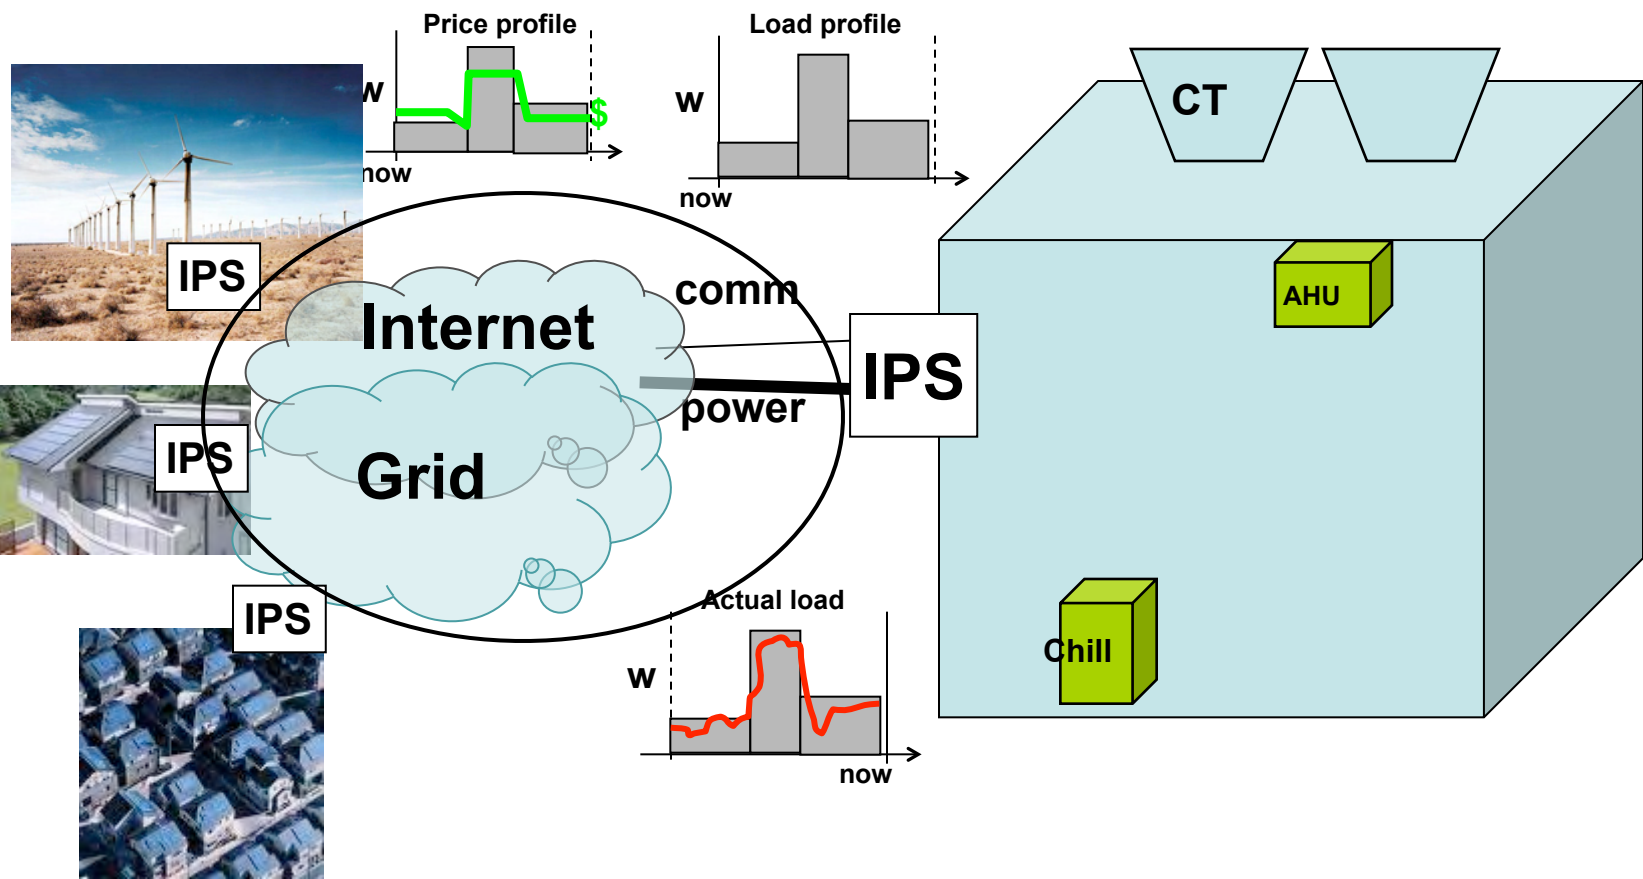 Price profile
w
$
now
Load profile
w
now
CT
IPS
AHU
comm
Internet
IPS
power
IPS
Grid
IPS
Actual load
w
now
Chill